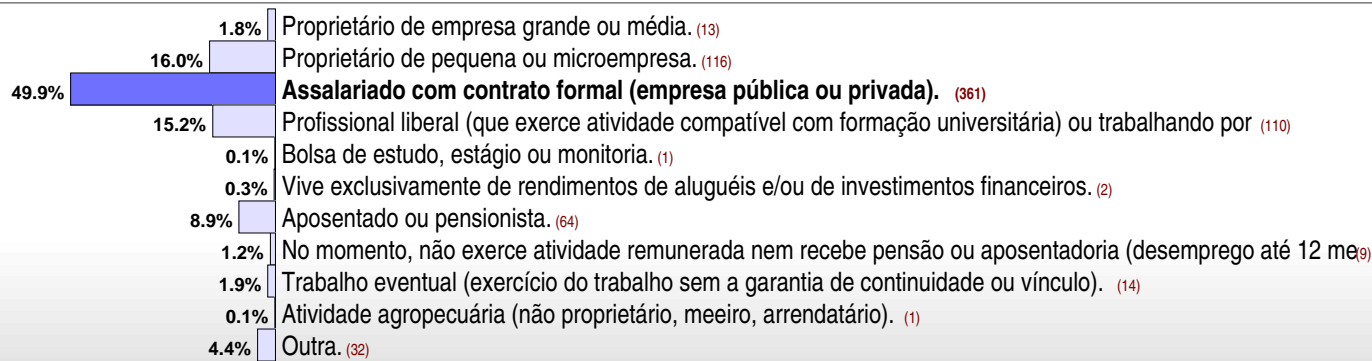 1.8% Proprietário de empresa grande ou média. (13)
16.0% Proprietário de pequena ou microempresa. (116)
49.9% Assalariado com contrato formal (empresa pública ou privada). (361)
15.2% Profissional liberal (que exerce atividade compatível com formação universitária) ou trabalhando por (110)
0.1% Bolsa de estudo, estágio ou monitoria. (1)
0.3% Vive exclusivamente de rendimentos de aluguéis e/ou de investimentos financeiros. (2)
8.9% Aposentado ou pensionista. (64)
1.2% No momento, não exerce atividade remunerada nem recebe pensão ou aposentadoria (desemprego até 12 me(9)
1.9% Trabalho eventual (exercício do trabalho sem a garantia de continuidade ou vínculo). (14)
0.1% Atividade agropecuária (não proprietário, meeiro, arrendatário). (1)
4.4% Outra. (32)